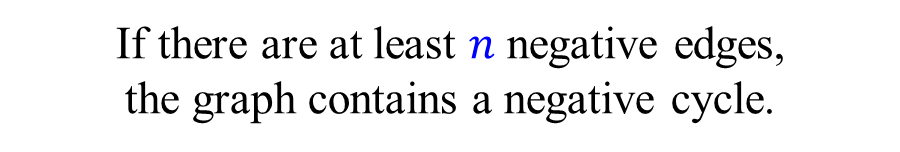 If there are at least n negative edges,
the graph contains a negative cycle.